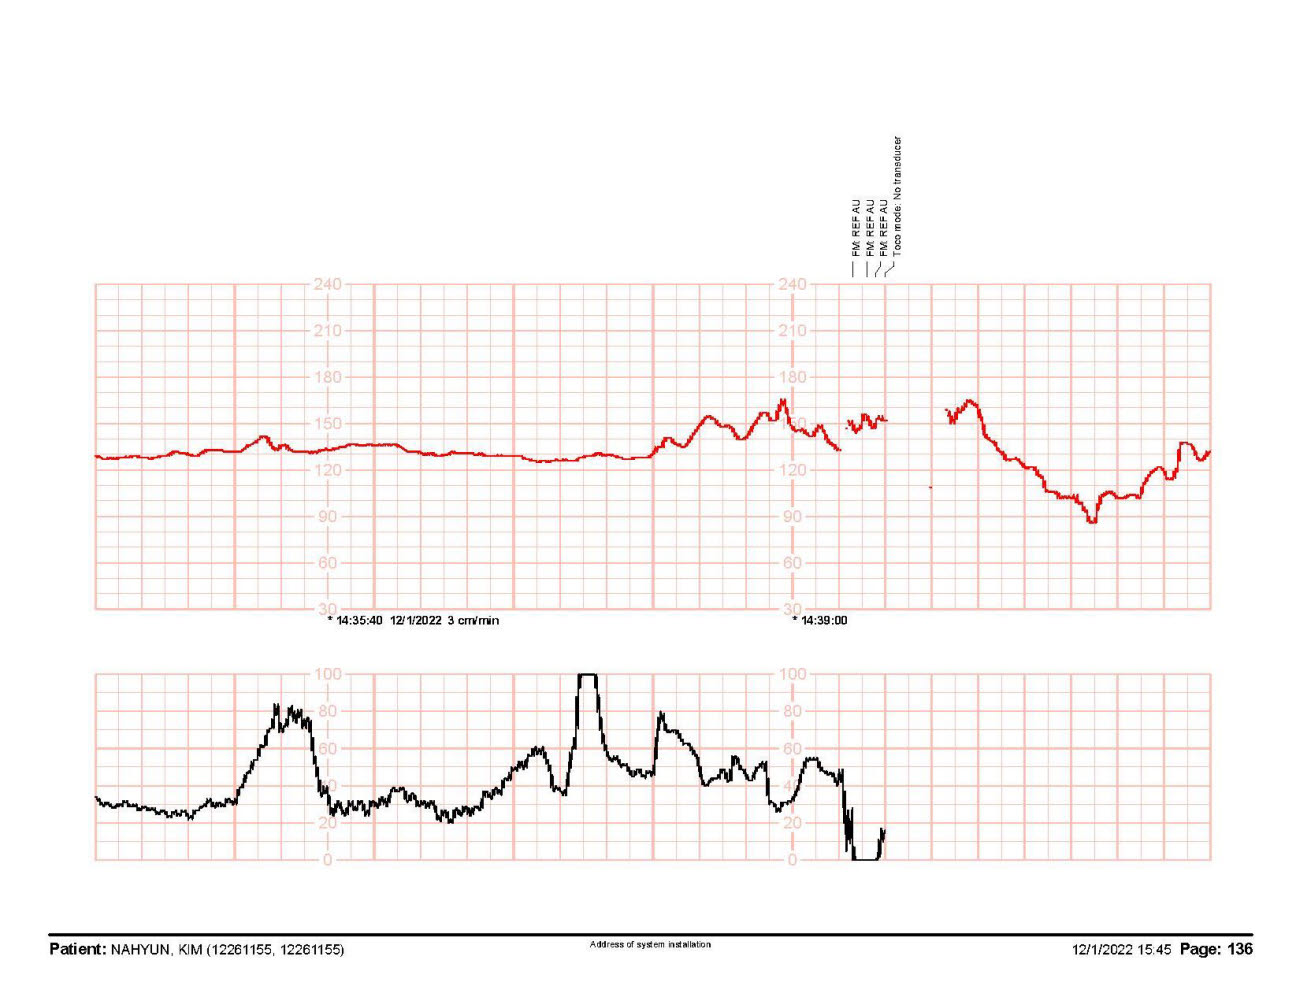 FM: REF AU
FM: REF AU
FM: REF AU
Toco mode: No transducer
240 240
210 210
180 180
150 150
120 120
90 90
60 60
30 30
* 14:35:40 12/1/2022 3 cm/min * 14:39:00
100 100
80 80
60 60
40 40
20 20
0 0
Patient: NAHYUN, KIM (12261155, 12261155) Address of system installation 12/1/2022 15:45 Page: 136